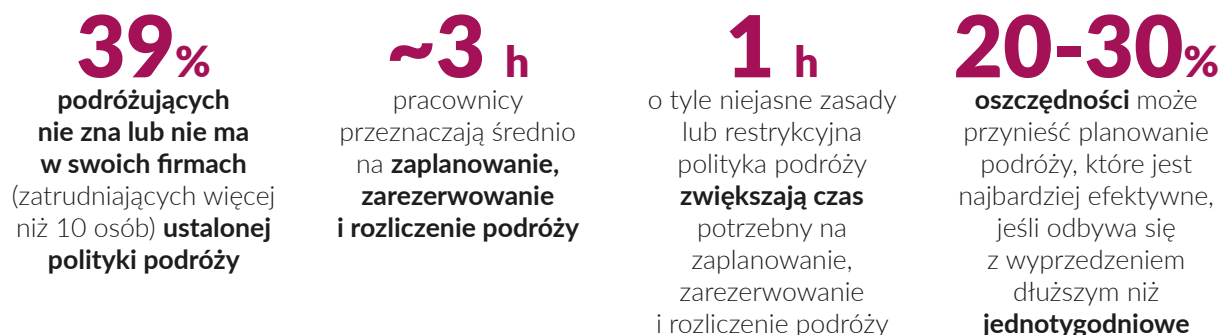 39%
podróżujących
nie zna lub nie ma
w swoich firmach
(zatrudniających więcej
niż 10 osób) ustalonej
polityki podróży
~3 h
pracownicy
przeznaczają średnio
na zaplanowanie,
zarezerwowanie
i rozliczenie podróży
1 h
o tyle niejasne zasady
lub restrykcyjna
polityka podróży
zwiększają czas
potrzebny na
zaplanowanie,
zarezerwowanie
i rozliczenie podróży
20-30%
oszczędności może
przynieść planowanie
podróży, które jest
najbardziej efektywne,
jeśli odbywa się
z wyprzedzeniem
dłuższym niż
jednotygodniowe